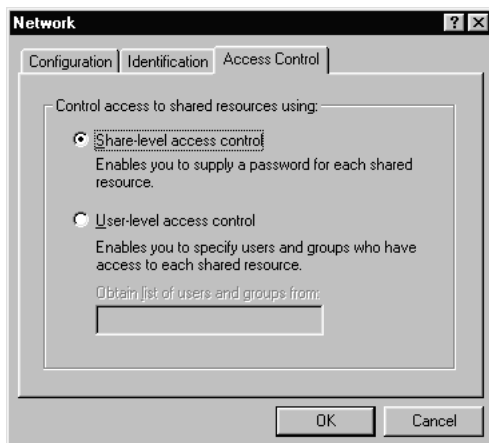 Network
Configuration Identification Access Control
Control access to shared resources using:
Share-level access control
Enables you to supply a password for each shared
resource.
User-level access control
Enables you to specify users and groups who have
access to each shared resource.
Obtain list of users and groups from:
OK Cancel